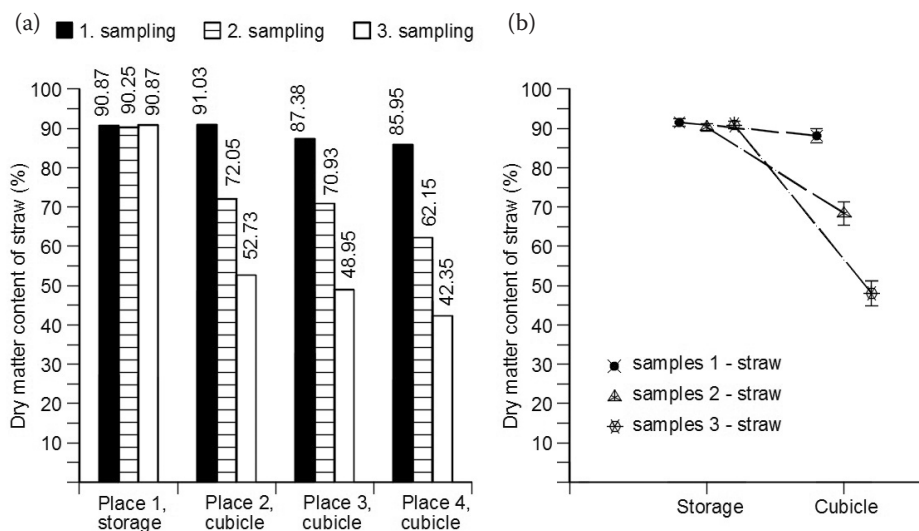 (a)
1. sampling 2. sampling 3. sampling
Dry matter content of straw (%)
100
90
80
70
60
50
40
30
20
10
90.87
90.25
90.87
91.03
72.05
52.73
87.38
70.93
48.95
85.95
62.15
42.35
Place 1, Place 2, Place 3, Place 4,
storage cubicle cubicle cubicle
(b)
Dry matter content of straw (%)
100
90
80
70
60
50
40
30
20
10
samples 1 - straw
samples 2 - straw
samples 3 - straw
Storage Cubicle